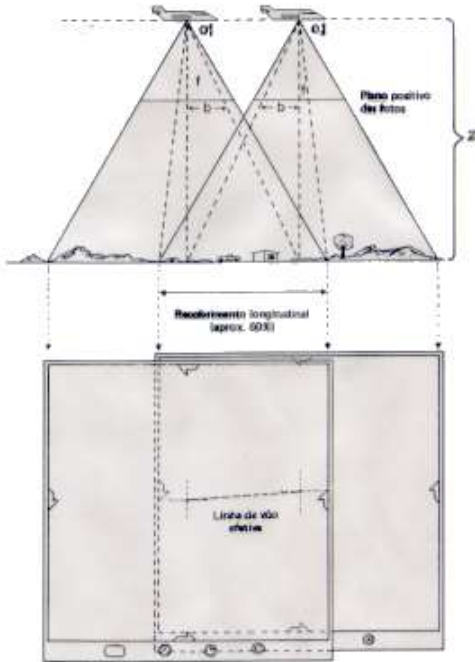 O₁
O₂
f
b
b
Plano positivo
das fotos
Z
Recobrimento longitudinal
(aprox. 60%)
Linha de vôo
efetiva